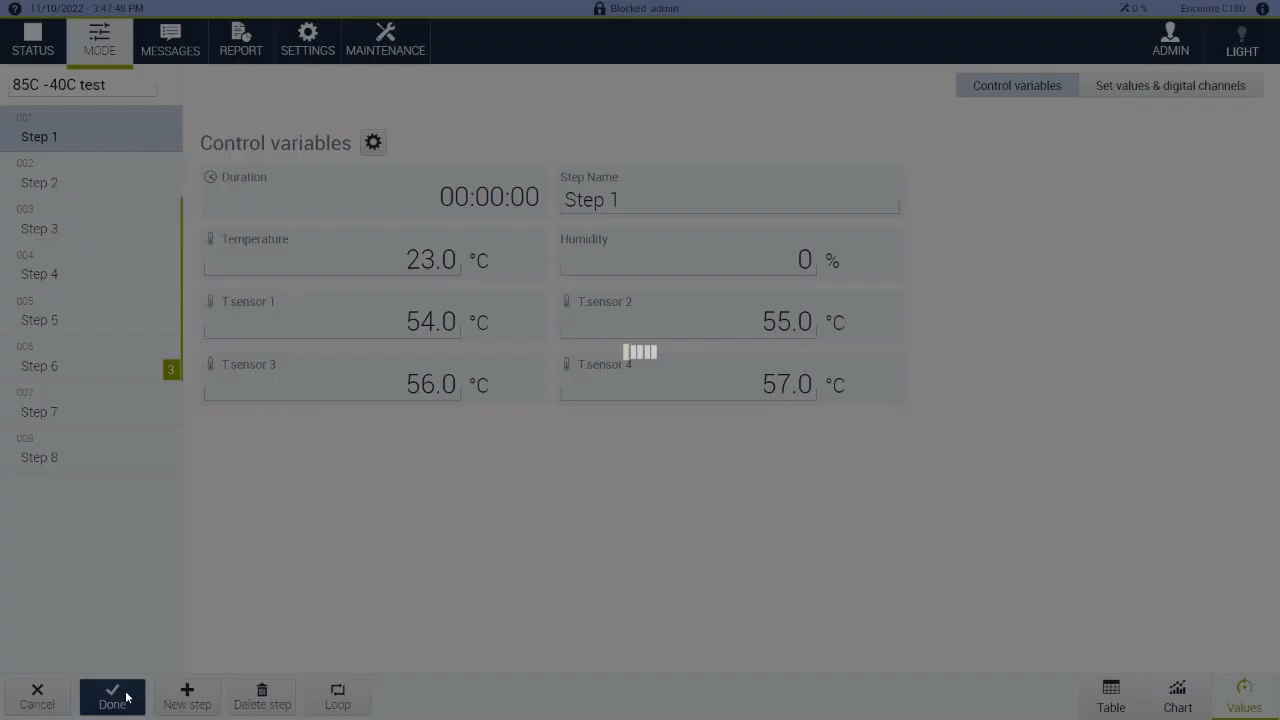 11/10/2022 - 3:47:48 PM
Blocked admin
0 %
Enceinte C180
STATUS
MODE
MESSAGES
REPORT
SETTINGS
MAINTENANCE
ADMIN
LIGHT
85C -40C test
Control variables
Set values & digital channels
001
Step 1
002
Step 2
003
Step 3
004
Step 4
005
Step 5
006
Step 6
3
007
Step 7
008
Step 8
Control variables
Duration
00:00:00
Step Name
Step 1
Temperature
23.0 °C
Humidity
0 %
T.sensor 1
54.0 °C
T.sensor 2
55.0 °C
T.sensor 3
56.0 °C
T.sensor 4
57.0 °C
Cancel
Done
New step
Delete step
Loop
Table
Chart
Values